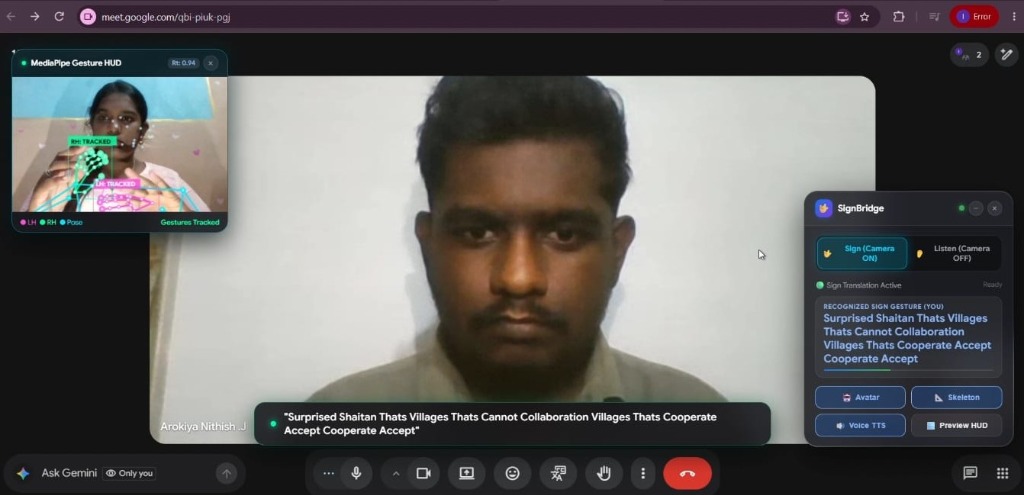 meet.google.com/qbi-piuk-pgj
Error
MediaPipe Gesture HUD
Rt: 0.94
RH: TRACKED
LH: TRACKED
LH RH Pose
Gestures Tracked
2
Arokiya Nithish .J
"Surprised Shaitan Thats Villages Thats Cannot Collaboration Villages Thats Cooperate
Accept Cooperate Accept"
SignBridge
Sign (Camera
ON)
Listen (Camera
OFF)
Sign Translation Active
Ready
RECOGNIZED SIGN GESTURE (YOU)
Surprised Shaitan Thats Villages
Thats Cannot Collaboration
Villages Thats Cooperate Accept
Cooperate Accept
Avatar
Skeleton
Voice TTS
Preview HUD
Ask Gemini
Only you